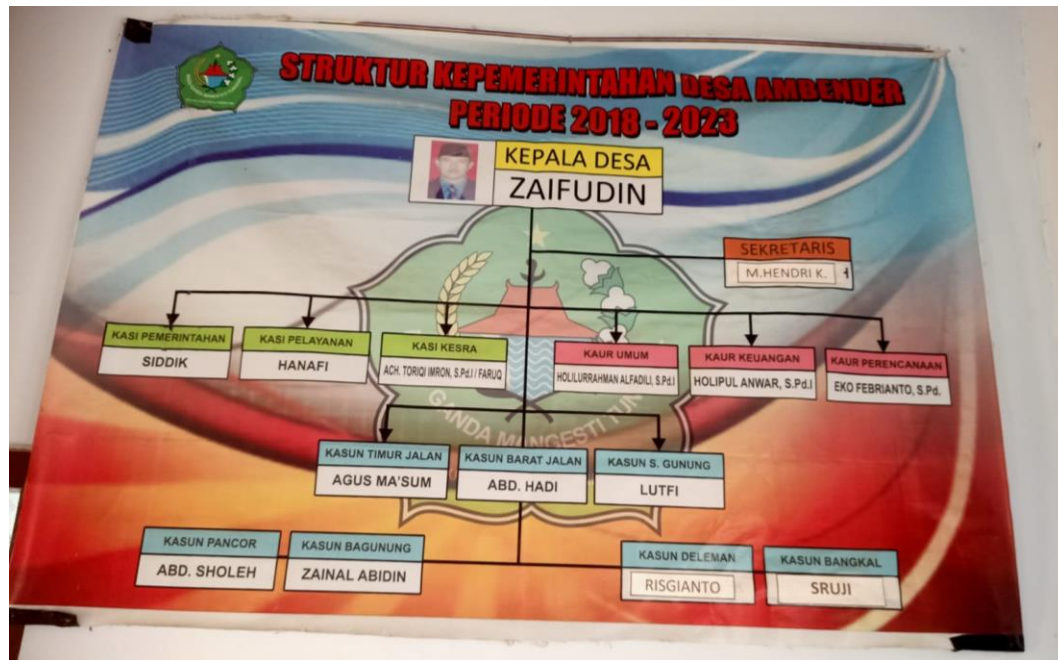 STRUKTUR KEPEMERINTAHAN DESA AMBENDER
PERIODE 2018 - 2023
KEPALA DESA
ZAIFUDIN
SEKRETARIS
M.HENDRI K.
KASI PEMERINTAHAN
SIDDIK
KASI PELAYANAN
HANAFI
KASI KESRA
ACH. TORIQI IMRON, S.Pd.I / FARUQ
KAUR UMUM
HOLILURRAHMAN ALFADILI, S.Pd.I
KAUR KEUANGAN
HOLIPUL ANWAR, S.Pd.I
KAUR PERENCANAAN
EKO FEBRIANTO, S.Pd.
GANDA MANGESTI
KASUN TIMUR JALAN
AGUS MA'SUM
KASUN BARAT JALAN
ABD. HADI
KASUN S. GUNUNG
LUTFI
KASUN PANCOR
ABD. SHOLEH
KASUN BAGUNUNG
ZAINAL ABIDIN
KASUN DELEMAN
RISGIANTO
KASUN BANGKAL
SRUJI